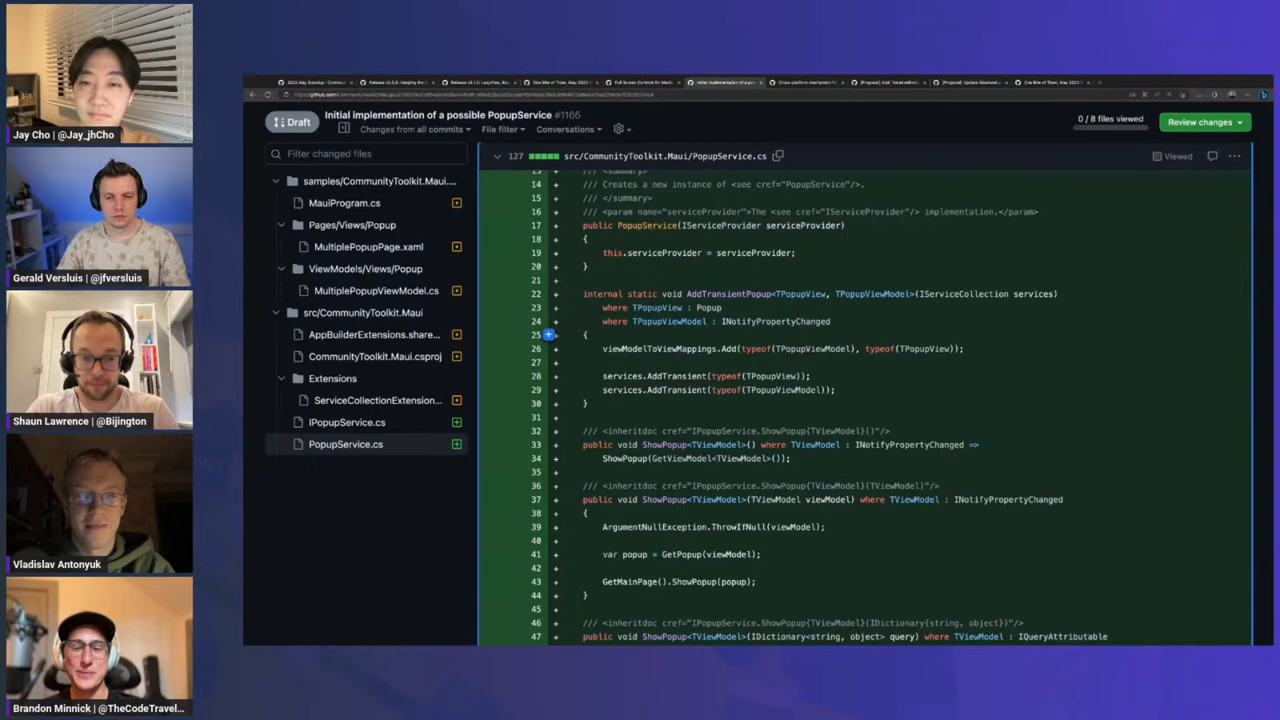 Jay Cho | @Jay_jhCho
Gerald Versluis | @jfversluis
Shaun Lawrence | @Bijington
Vladislav Antonyuk
Brandon Minnick | @TheCodeTravel...
Draft
Initial implementation of a possible PopupService #1165
Changes from all commits
File filter
Conversations
0 / 8 files viewed
Review changes
Filter changed files
samples/CommunityToolkit.Maui....
MauiProgram.cs
Pages/Views/Popup
MultiplePopupPage.xaml
ViewModels/Views/Popup
MultiplePopupViewModel.cs
src/CommunityToolkit.Maui
AppBuilderExtensions.share...
CommunityToolkit.Maui.csproj
Extensions
ServiceCollectionExtension...
IPopupService.cs
PopupService.cs
127 src/CommunityToolkit.Maui/PopupService.cs
Viewed
13 + /// <summary>
14 + /// Creates a new instance of <see cref="PopupService"/>.
15 + /// </summary>
16 + /// <param name="serviceProvider">The <see cref="IServiceProvider"/> implementation.</param>
17 + public PopupService(IServiceProvider serviceProvider)
18 + {
19 + this.serviceProvider = serviceProvider;
20 + }
21 +
22 + internal static void AddTransientPopup<TPopupView, TPopupViewModel>(IServiceCollection services)
23 + where TPopupView : Popup
24 + where TPopupViewModel : INotifyPropertyChanged
25 + {
26 + viewModelToViewMappings.Add(typeof(TPopupViewModel), typeof(TPopupView));
27 +
28 + services.AddTransient(typeof(TPopupView));
29 + services.AddTransient(typeof(TPopupViewModel));
30 + }
31 +
32 + /// <inheritdoc cref="IPopupService.ShowPopup{TViewModel}()"/>
33 + public void ShowPopup<TViewModel>() where TViewModel : INotifyPropertyChanged =>
34 + ShowPopup(GetViewModel<TViewModel>());
35 +
36 + /// <inheritdoc cref="IPopupService.ShowPopup{TViewModel}(TViewModel)"/>
37 + public void ShowPopup<TViewModel>(TViewModel viewModel) where TViewModel : INotifyPropertyChanged
38 + {
39 + ArgumentNullException.ThrowIfNull(viewModel);
40 +
41 + var popup = GetPopup(viewModel);
42 +
43 + GetMainPage().ShowPopup(popup);
44 + }
45 +
46 + /// <inheritdoc cref="IPopupService.ShowPopup{TViewModel}(IDictionary{string, object})"/>
47 + public void ShowPopup<TViewModel>(IDictionary<string, object> query) where TViewModel : IQueryAttributable